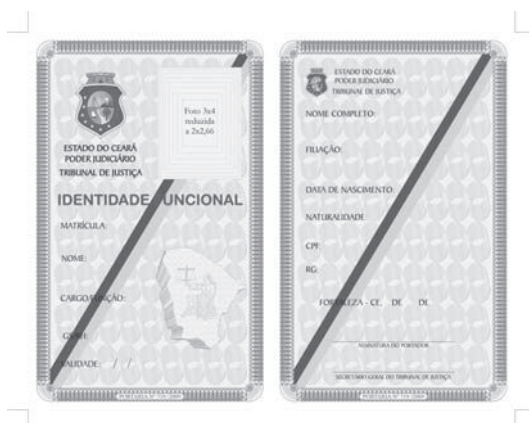 ESTADO DO CEARÁ
PODER JUDICIÁRIO
TRIBUNAL DE JUSTIÇA
Foto 3x4
reduzida
a 2x2,66
IDENTIDADE UNCIONAL
MATRÍCULA:
NOME:
CARGO/FUNÇÃO:
VALIDADE: / /
ESTADO DO CEARÁ
PODER JUDICIÁRIO
TRIBUNAL DE JUSTIÇA
NOME COMPLETO:
FILIAÇÃO:
DATA DE NASCIMENTO:
NATURALIDADE
CPF:
RG:
FORTALEZA - CE, DE DE
ASSINATURA DO PORTADOR
SECRETÁRIO GERAL DO TRIBUNAL DE JUSTIÇA